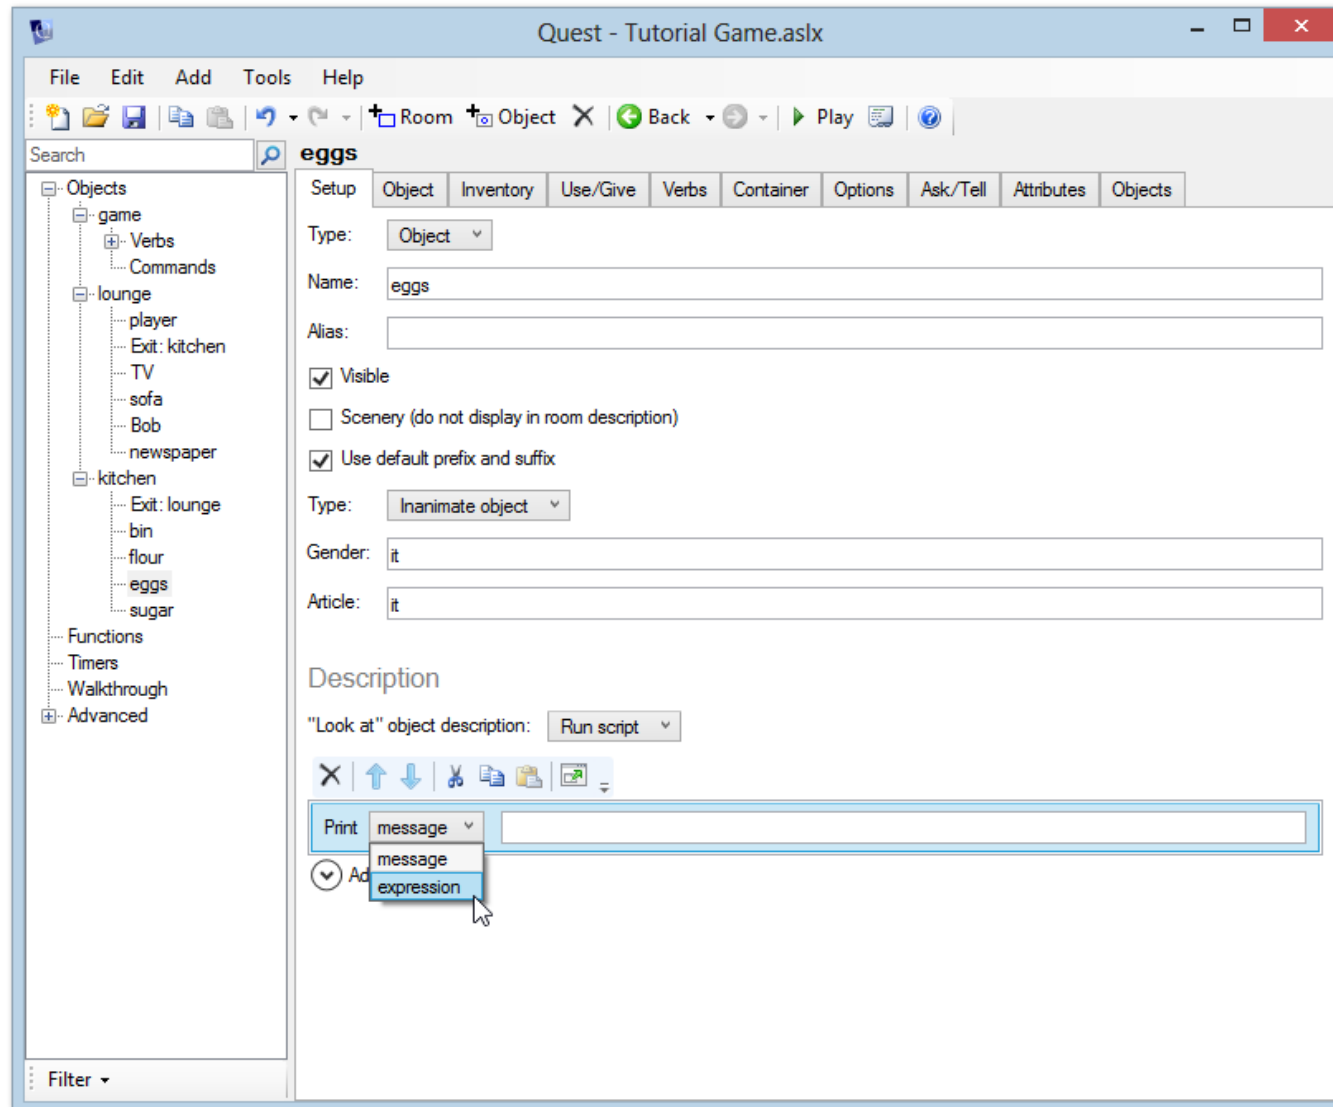 Quest - Tutorial Game.aslx
File Edit Add Tools Help
Room Object Back Play
Search
eggs
Objects
game
Verbs
Commands
lounge
player
Exit: kitchen
TV
sofa
Bob
newspaper
kitchen
Exit: lounge
bin
flour
eggs
sugar
Functions
Timers
Walkthrough
Advanced
Filter
Setup Object Inventory Use/Give Verbs Container Options Ask/Tell Attributes Objects
Type: Object
Name: eggs
Alias:
Visible
Scenery (do not display in room description)
Use default prefix and suffix
Type: Inanimate object
Gender: it
Article: it
Description
"Look at" object description: Run script
Print message
message
Ad
expression